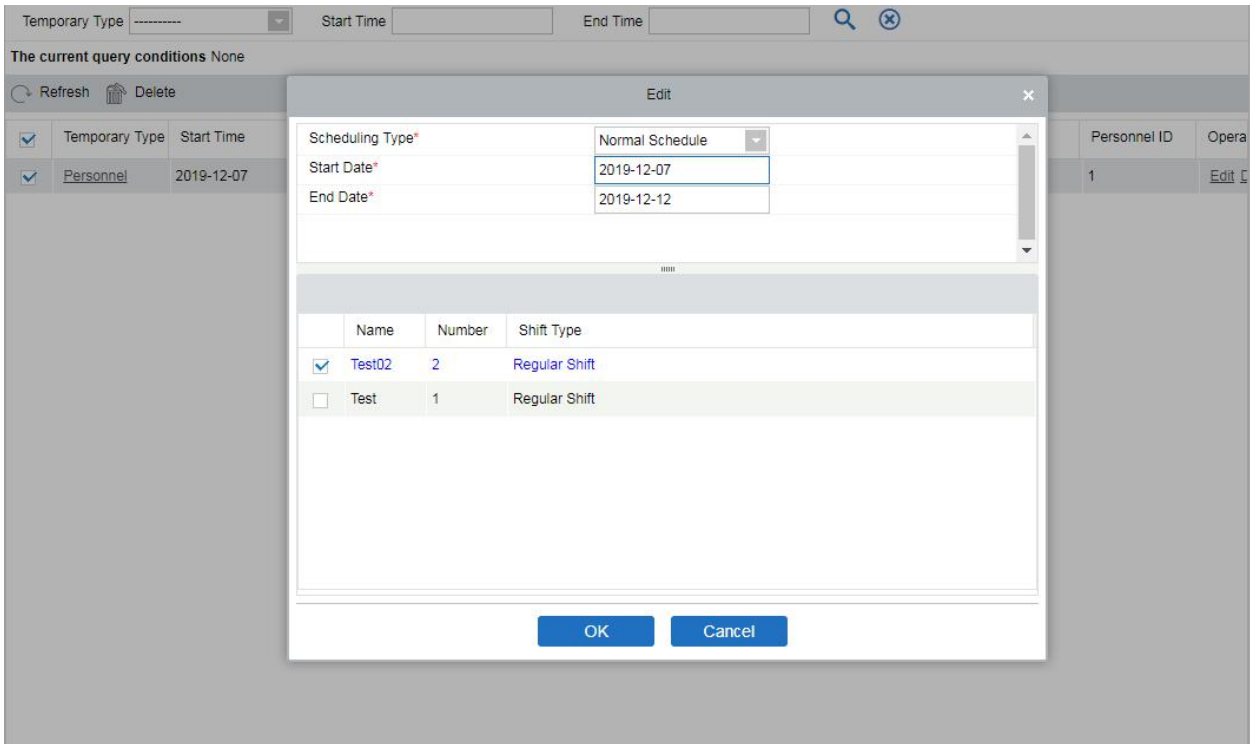 Temporary Type ---------- Start Time End Time
The current query conditions None
Refresh Delete
Edit
Temporary Type Start Time Personnel ID Opera
Personnel 2019-12-07 1 Edit D
Scheduling Type* Normal Schedule
Start Date* 2019-12-07
End Date* 2019-12-12
Name Number Shift Type
Test02 2 Regular Shift
Test 1 Regular Shift
OK Cancel